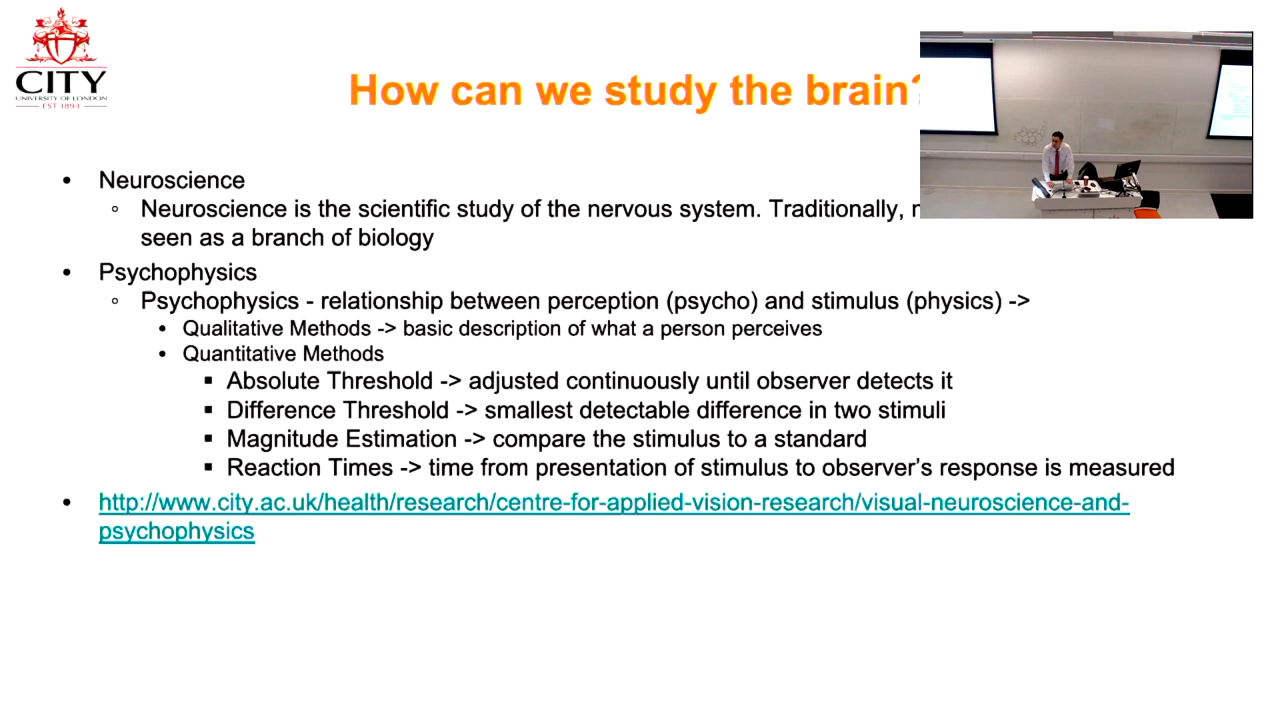 CITY
UNIVERSITY OF LONDON
EST 1894
How can we study the brain?
• Neuroscience
◦ Neuroscience is the scientific study of the nervous system. Traditionally,
seen as a branch of biology
• Psychophysics
◦ Psychophysics - relationship between perception (psycho) and stimulus (physics) ->
• Qualitative Methods -> basic description of what a person perceives
• Quantitative Methods
▪ Absolute Threshold -> adjusted continuously until observer detects it
▪ Difference Threshold -> smallest detectable difference in two stimuli
▪ Magnitude Estimation -> compare the stimulus to a standard
▪ Reaction Times -> time from presentation of stimulus to observer’s response is measured
• http://www.city.ac.uk/health/research/centre-for-applied-vision-research/visual-neuroscience-and-
psychophysics